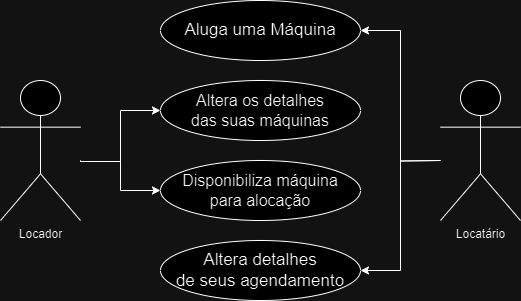 Aluga uma Máquina
Altera os detalhes
das suas máquinas
Disponibiliza máquina
para alocação
Locador
Locatário
Altera detalhes
de seus agendamento